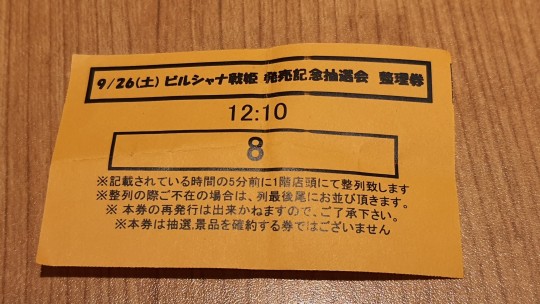 9/26(土) ビルシャナ戦姫 発売記念抽選会 整理券
12:10
8
※記載されている時間の5分前に1階店頭にて整列致します
※整列の際ご不在の場合は、列最後尾にお並び頂きます。
※ 本券の再発行は出来かねますので、ご了承下さい。
※本券は抽選,景品を確約する券ではございません